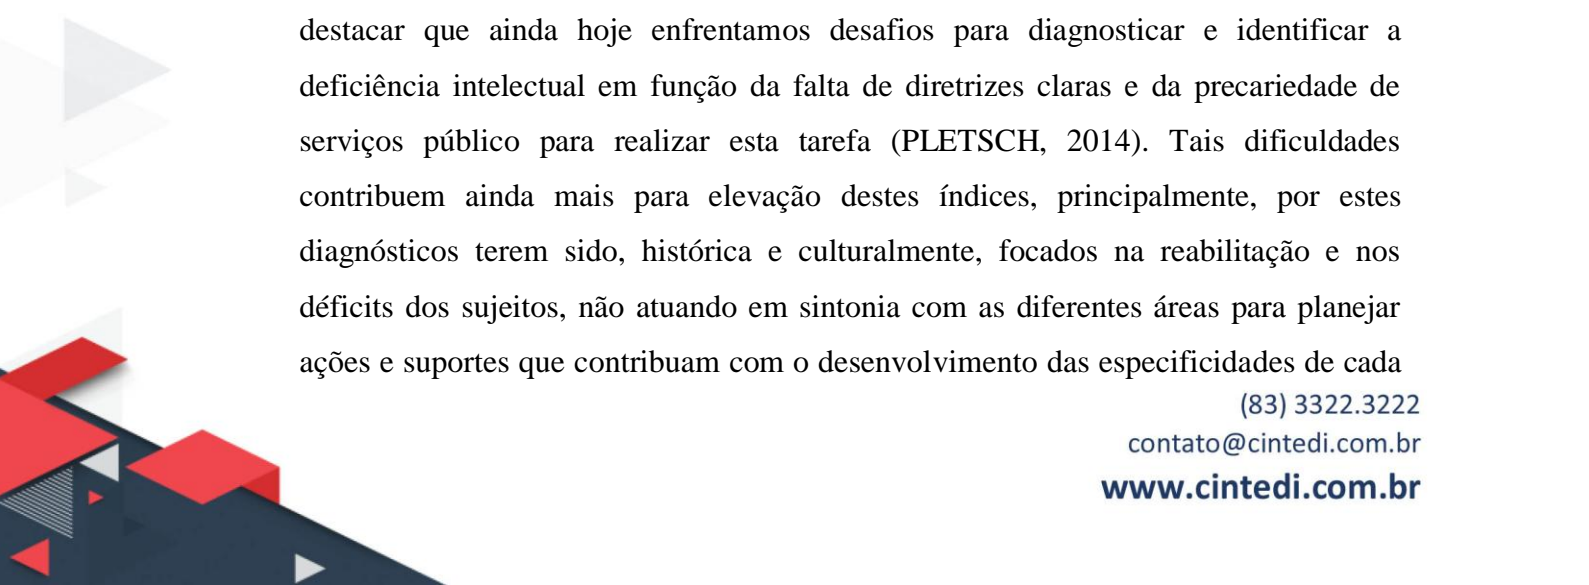 destacar que ainda hoje enfrentamos desafios para diagnosticar e identificar a
deficiência intelectual em função da falta de diretrizes claras e da precariedade de
serviços público para realizar esta tarefa (PLETSCH, 2014). Tais dificuldades
contribuem ainda mais para elevação destes índices, principalmente, por estes
diagnósticos terem sido, histórica e culturalmente, focados na reabilitação e nos
déficits dos sujeitos, não atuando em sintonia com as diferentes áreas para planejar
ações e suportes que contribuam com o desenvolvimento das especificidades de cada
(83) 3322.3222
contato@cintedi.com.br
www.cintedi.com.br